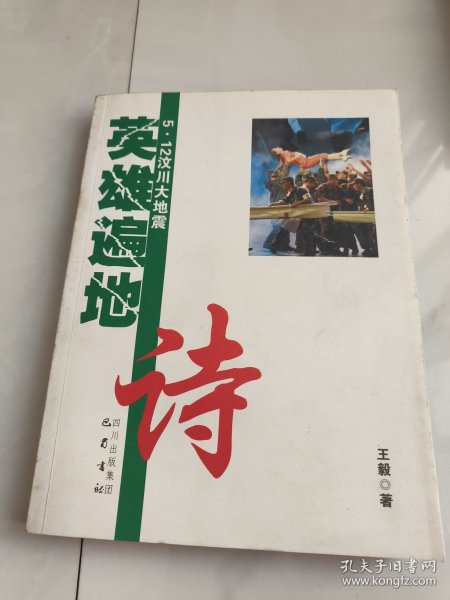 5·12汶川大地震
英雄遍地
诗
四川出版集团
巴蜀书社
王毅◎著
孔夫子旧书网
www.kongfz.com